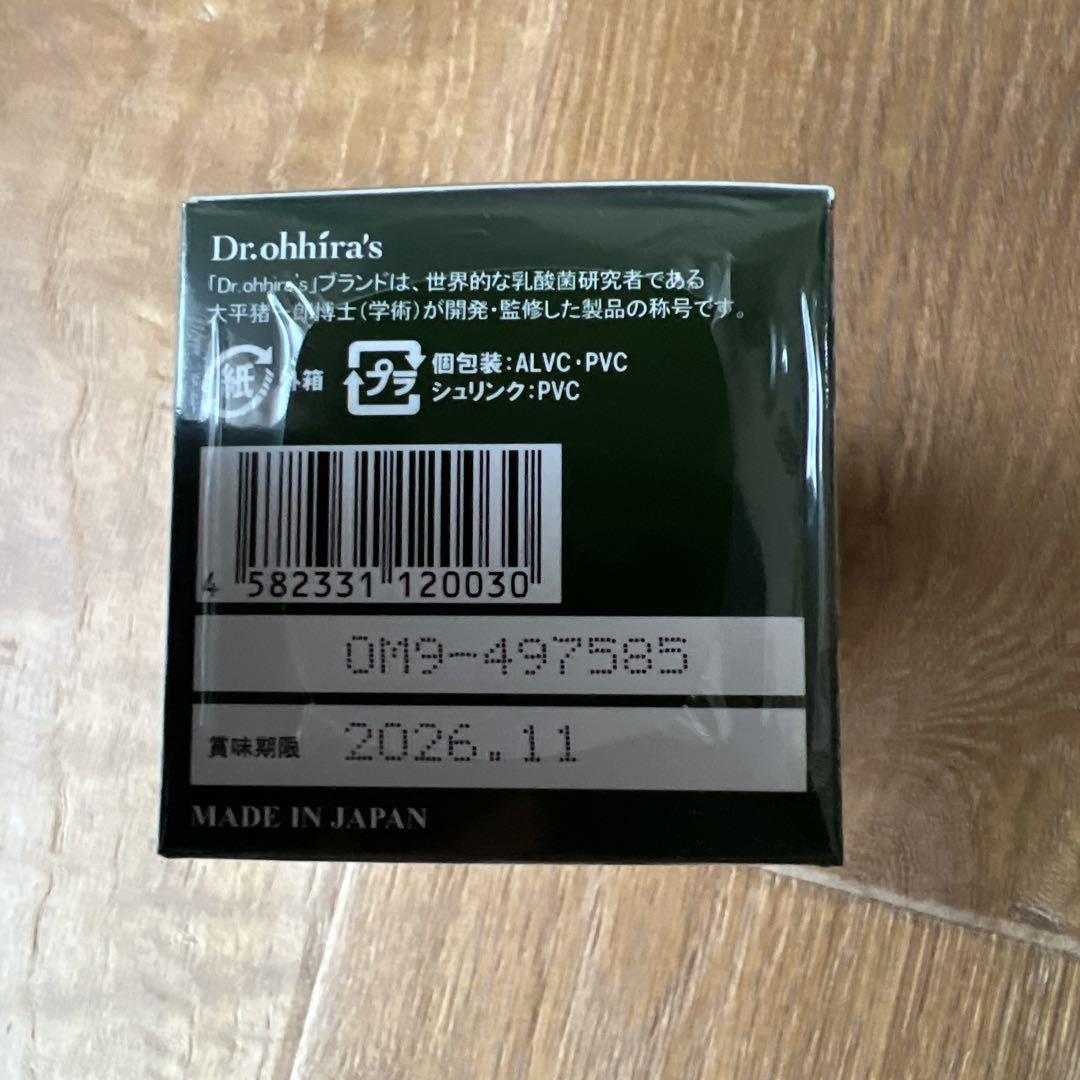 Dr.ohhira's
「Dr.ohhira's」ブランドは、世界的な乳酸菌研究者である
大平猪一郎博士(学術)が開発・監修した製品の称号です。
紙 外箱 プラ 個包装:ALVC・PVC
シュリンク:PVC
4 582331 120030
OM9-497585
賞味期限 2026.11
MADE IN JAPAN